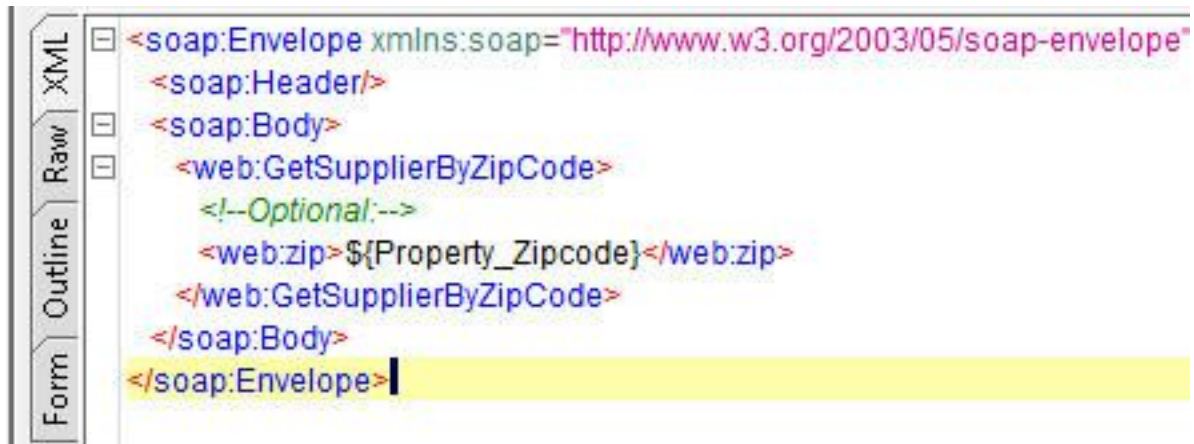 XML
Raw
Outline
Form
<soap:Envelope xmlns:soap="http://www.w3.org/2003/05/soap-envelope"
<soap:Header/>
<soap:Body>
<web:GetSupplierByZipCode>
<!--Optional:-->
<web:zip>${Property_Zipcode}</web:zip>
</web:GetSupplierByZipCode>
</soap:Body>
</soap:Envelope>